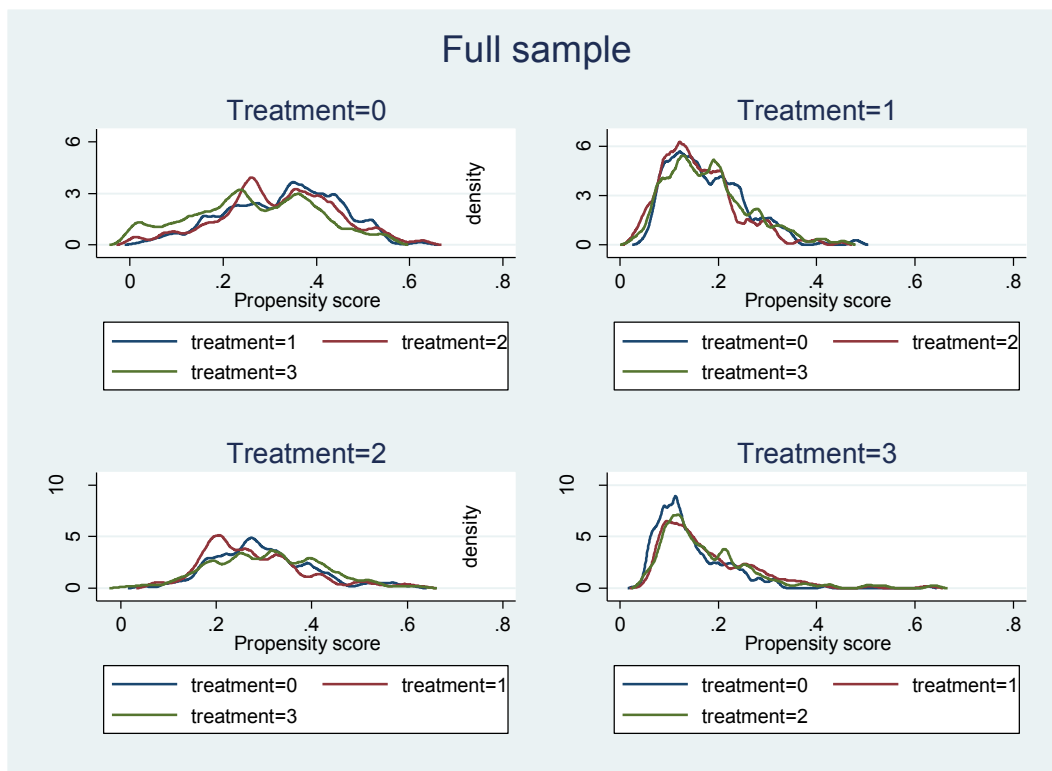 Full sample
Treatment=0
6
3
0
0 .2 .4 .6 .8
Propensity score
treatment=1 treatment=2
treatment=3
Treatment=1
density
6
3
0
0 .2 .4 .6 .8
Propensity score
treatment=0 treatment=2
treatment=3
Treatment=2
10
5
0
0 .2 .4 .6 .8
Propensity score
treatment=0 treatment=1
treatment=3
Treatment=3
density
10
5
0
0 .2 .4 .6 .8
Propensity score
treatment=0 treatment=1
treatment=2